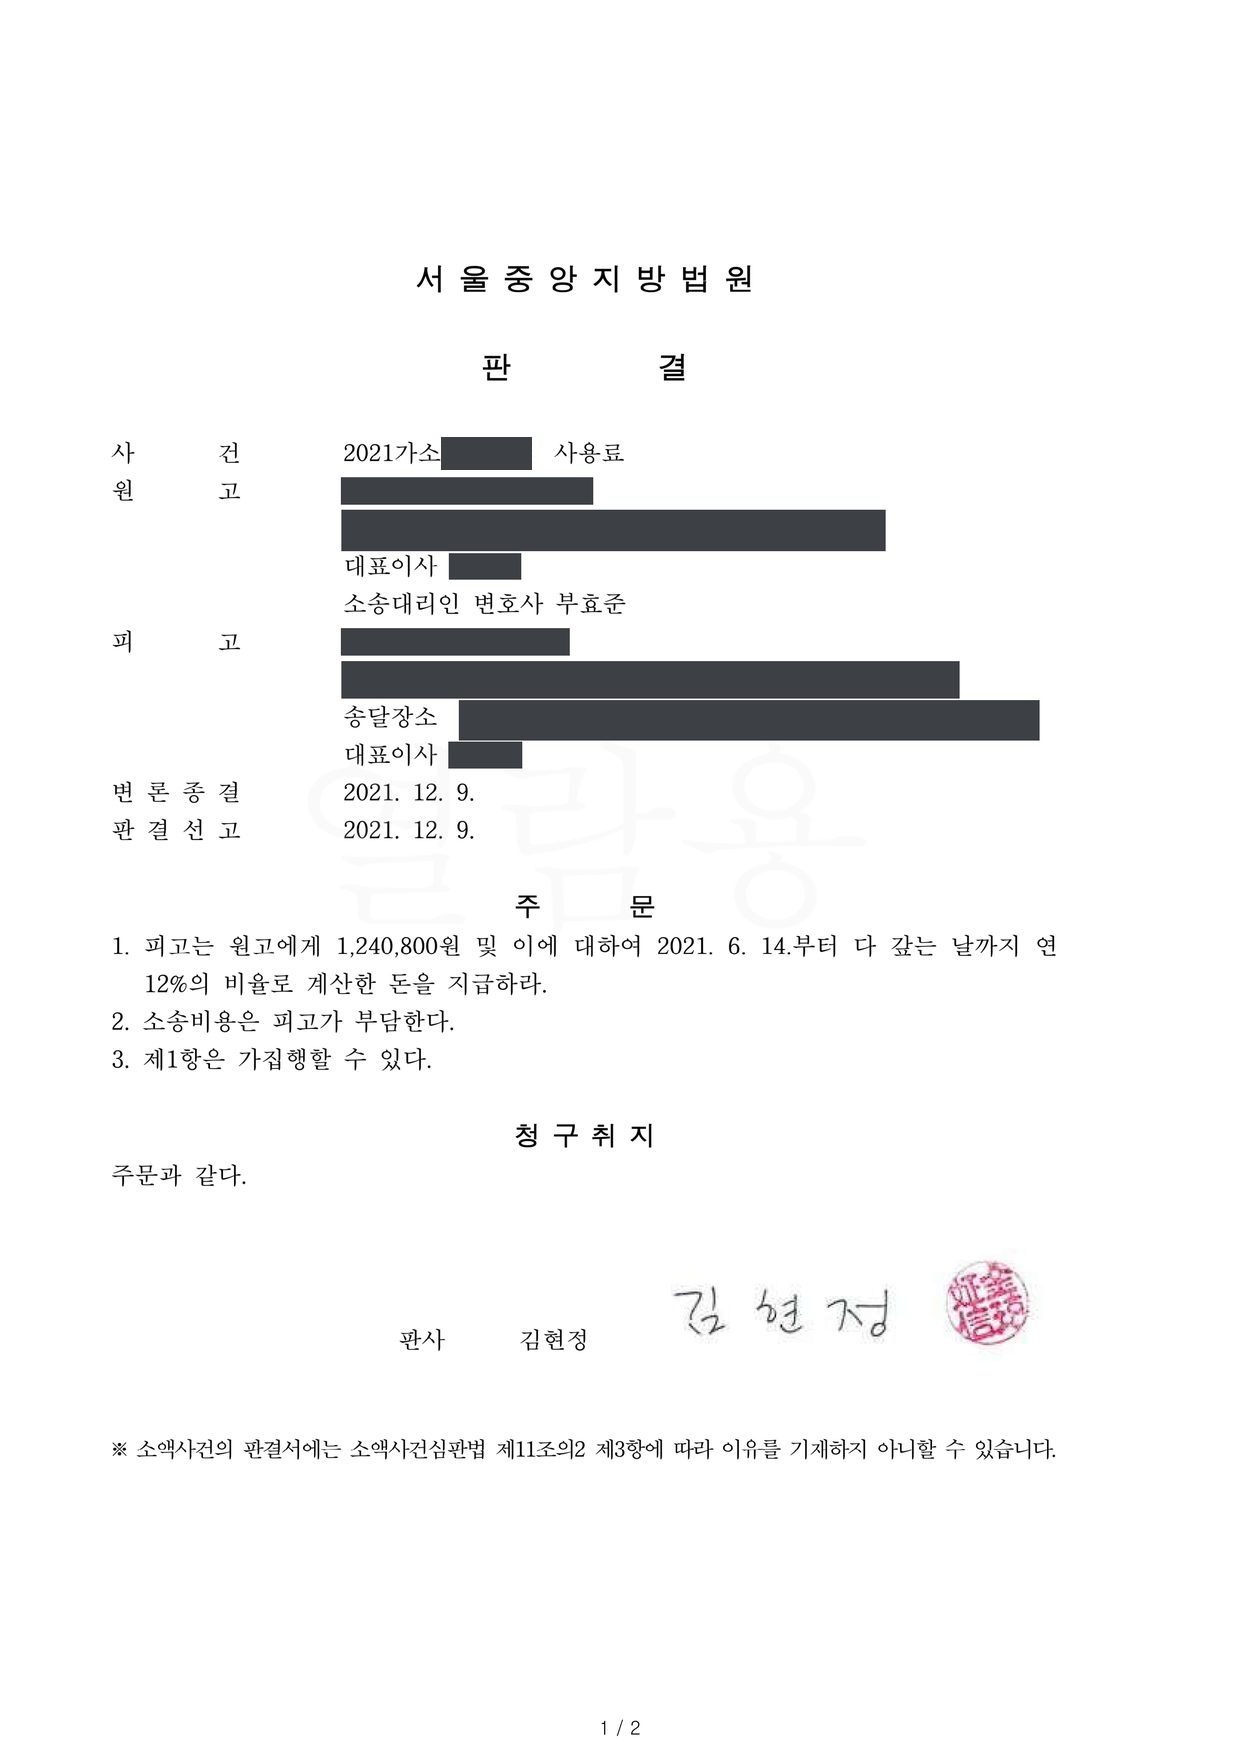 서울중앙지방법원
판 결
사 건 2021가소 사용료
원 고
대표이사
소송대리인 변호사 부효준
피 고
송달장소
대표이사
변론종결 2021. 12. 9.
판결선고 2021. 12. 9.
열람용
주 문
1. 피고는 원고에게 1,240,800원 및 이에 대하여 2021. 6. 14.부터 다 갚는 날까지 연
12%의 비율로 계산한 돈을 지급하라.
2. 소송비용은 피고가 부담한다.
3. 제1항은 가집행할 수 있다.
청구취지
주문과 같다.
판사 김현정 김현정
※ 소액사건의 판결서에는 소액사건심판법 제11조의2 제3항에 따라 이유를 기재하지 아니할 수 있습니다.
1 / 2